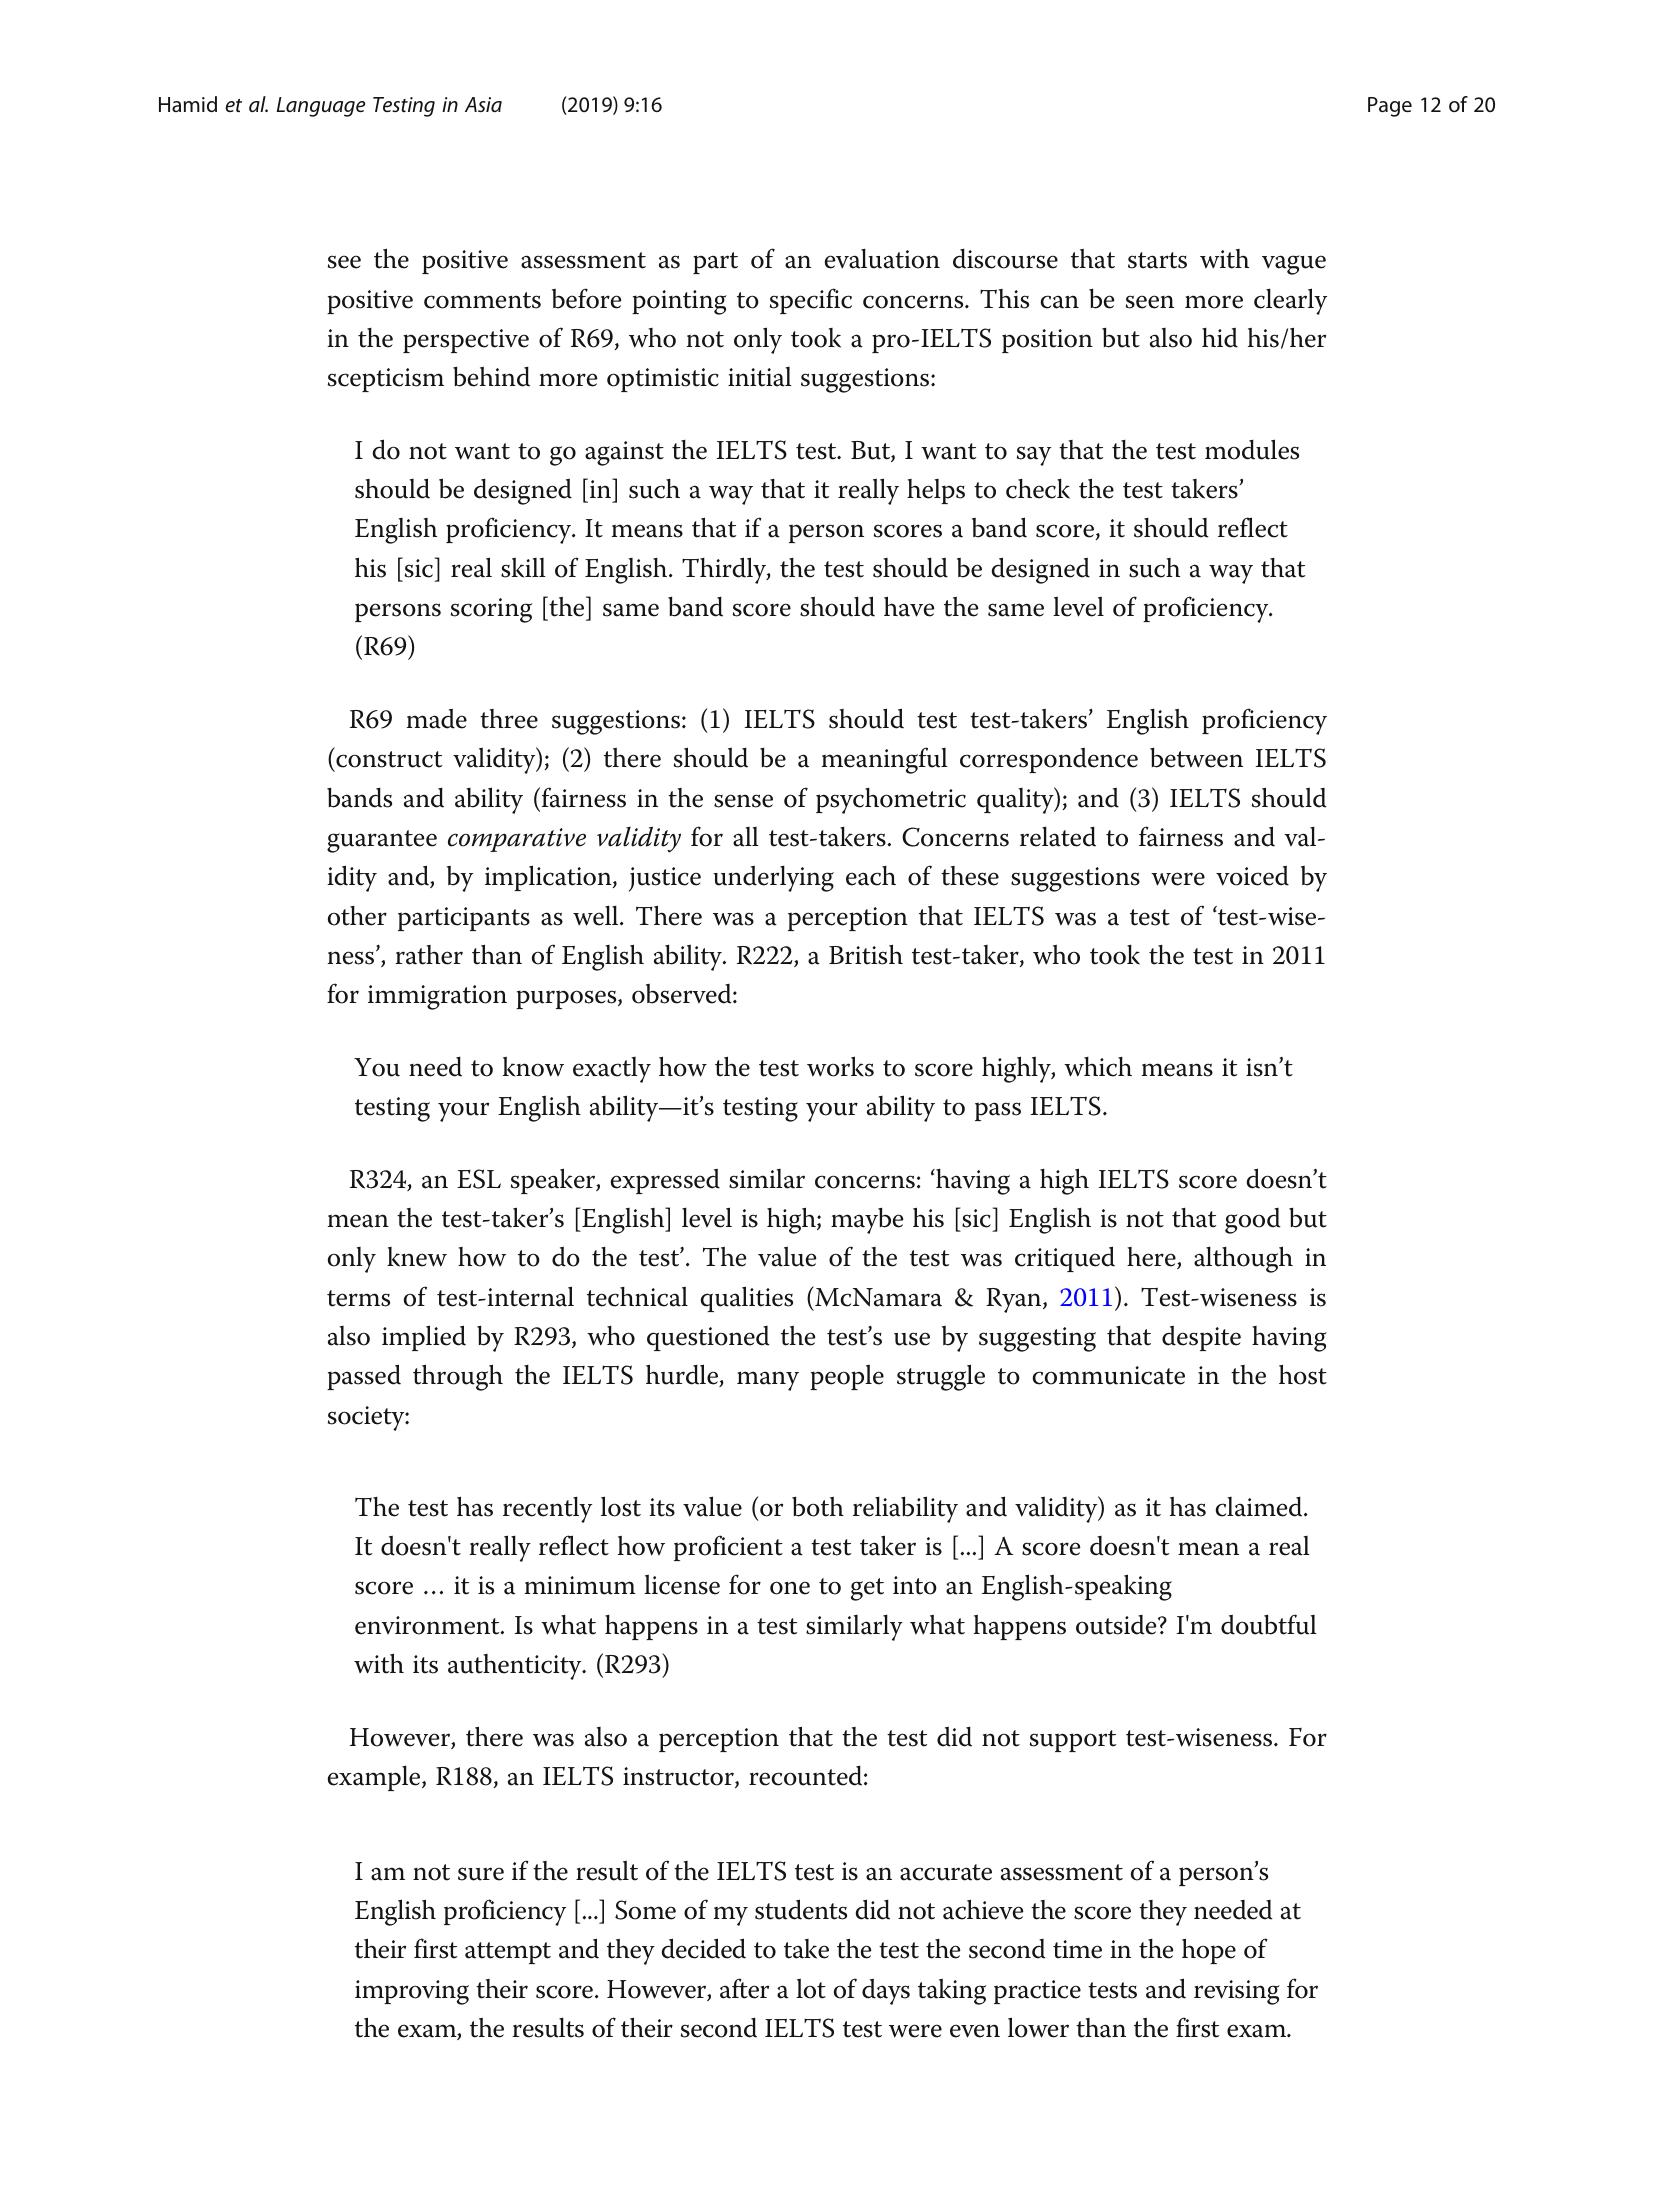 Hamid et al. Language Testing in Asia (2019) 9:16 Page 12 of 20
see the positive assessment as part of an evaluation discourse that starts with vague
positive comments before pointing to specific concerns. This can be seen more clearly
in the perspective of R69, who not only took a pro-IELTS position but also hid his/her
scepticism behind more optimistic initial suggestions:
I do not want to go against the IELTS test. But, I want to say that the test modules
should be designed [in] such a way that it really helps to check the test takers’
English proficiency. It means that if a person scores a band score, it should reflect
his [sic] real skill of English. Thirdly, the test should be designed in such a way that
persons scoring [the] same band score should have the same level of proficiency.
(R69)
R69 made three suggestions: (1) IELTS should test test-takers’ English proficiency
(construct validity); (2) there should be a meaningful correspondence between IELTS
bands and ability (fairness in the sense of psychometric quality); and (3) IELTS should
guarantee comparative validity for all test-takers. Concerns related to fairness and val-
idity and, by implication, justice underlying each of these suggestions were voiced by
other participants as well. There was a perception that IELTS was a test of ‘test-wise-
ness’, rather than of English ability. R222, a British test-taker, who took the test in 2011
for immigration purposes, observed:
You need to know exactly how the test works to score highly, which means it isn’t
testing your English ability—it’s testing your ability to pass IELTS.
R324, an ESL speaker, expressed similar concerns: ‘having a high IELTS score doesn’t
mean the test-taker’s [English] level is high; maybe his [sic] English is not that good but
only knew how to do the test’. The value of the test was critiqued here, although in
terms of test-internal technical qualities (McNamara & Ryan, 2011). Test-wiseness is
also implied by R293, who questioned the test’s use by suggesting that despite having
passed through the IELTS hurdle, many people struggle to communicate in the host
society:
The test has recently lost its value (or both reliability and validity) as it has claimed.
It doesn't really reflect how proficient a test taker is [...] A score doesn't mean a real
score … it is a minimum license for one to get into an English-speaking
environment. Is what happens in a test similarly what happens outside? I'm doubtful
with its authenticity. (R293)
However, there was also a perception that the test did not support test-wiseness. For
example, R188, an IELTS instructor, recounted:
I am not sure if the result of the IELTS test is an accurate assessment of a person’s
English proficiency [...] Some of my students did not achieve the score they needed at
their first attempt and they decided to take the test the second time in the hope of
improving their score. However, after a lot of days taking practice tests and revising for
the exam, the results of their second IELTS test were even lower than the first exam.